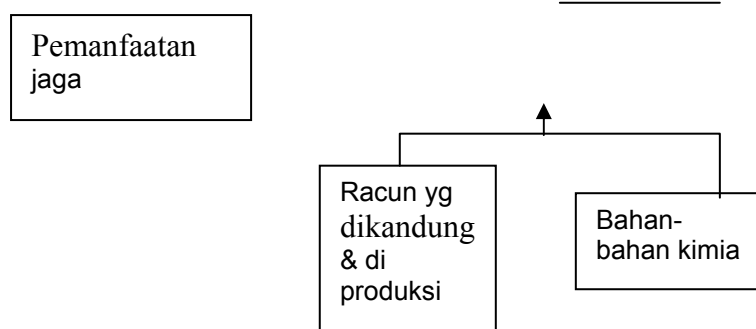 Pemanfaatan
jaga
Racun yg
dikandung
& di
produksi
Bahan-
bahan kimia